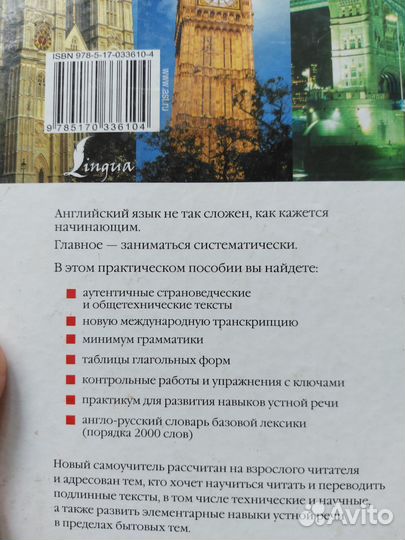 ISBN 978-5-17-033610-4
www.ast.ru
9 785170 336104
Lingua
Английский язык не так сложен, как кажется
начинающим.
Главное — заниматься систематически.
В этом практическом пособии вы найдете:
аутентичные страноведческие
и общетехнические тексты
новую международную транскрипцию
минимум грамматики
таблицы глагольных форм
контрольные работы и упражнения с ключами
практикум для развития навыков устной речи
англо-русский словарь базовой лексики
(порядка 2000 слов)
Новый самоучитель рассчитан на взрослого читателя
и адресован тем, кто хочет научиться читать и переводить
подлинные тексты, в том числе технические и научные,
а также развить элементарные навыки устной речи
в пределах бытовых тем.
Avito